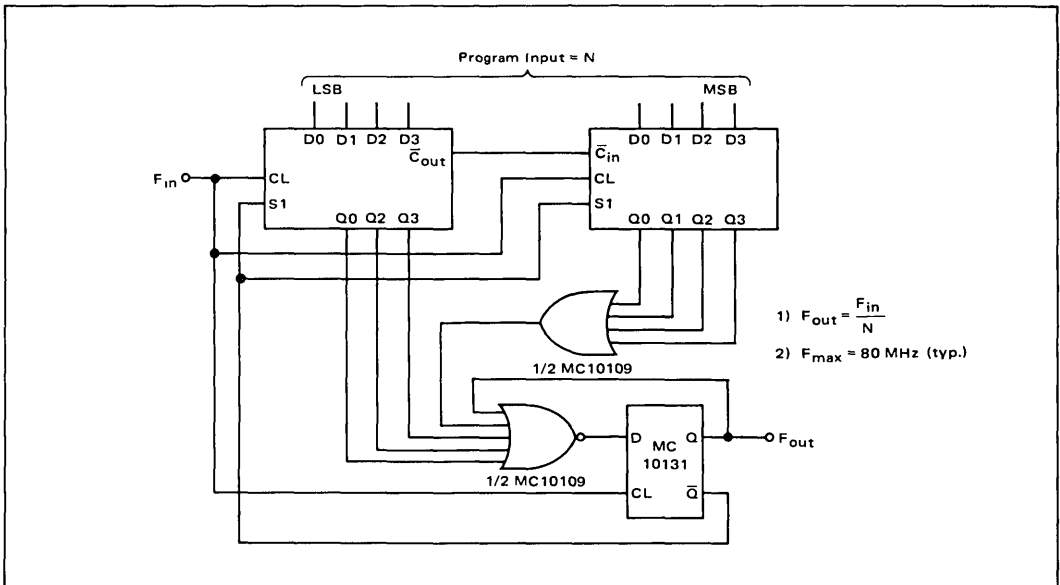 Program Input = N
LSB MSB
D0 D1 D2 D3 D0 D1 D2 D3
C̅out C̅in
Fin CL CL
S1 S1
Q0 Q2 Q3 Q0 Q1 Q2 Q3
1) Fout = Fin
N
2) Fmax = 80 MHz (typ.)
1/2 MC10109
D MC Q Fout
10131
1/2 MC10109
CL Q̅